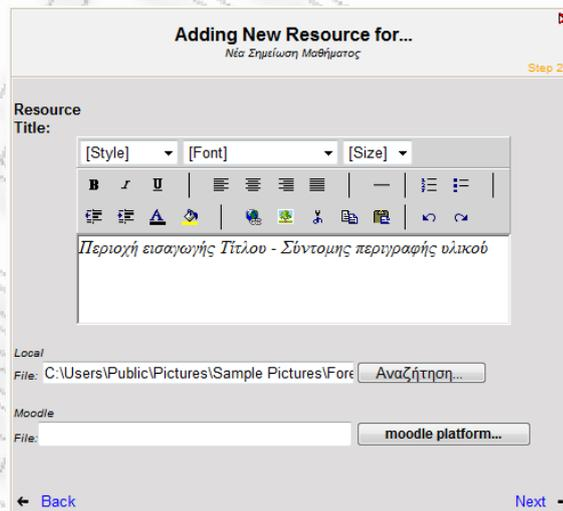 Adding New Resource for...
Νέα Σημείωση Μαθήματος
Step 2
Resource
Title:
[Style] [Font] [Size]
B I U
A
Περιοχή εισαγωγής Τίτλου - Σύντομης περιγραφής υλικού
Local
File: C:\Users\Public\Pictures\Sample Pictures\Fore Αναζήτηση...
Moodle
File: moodle platform...
Back Next